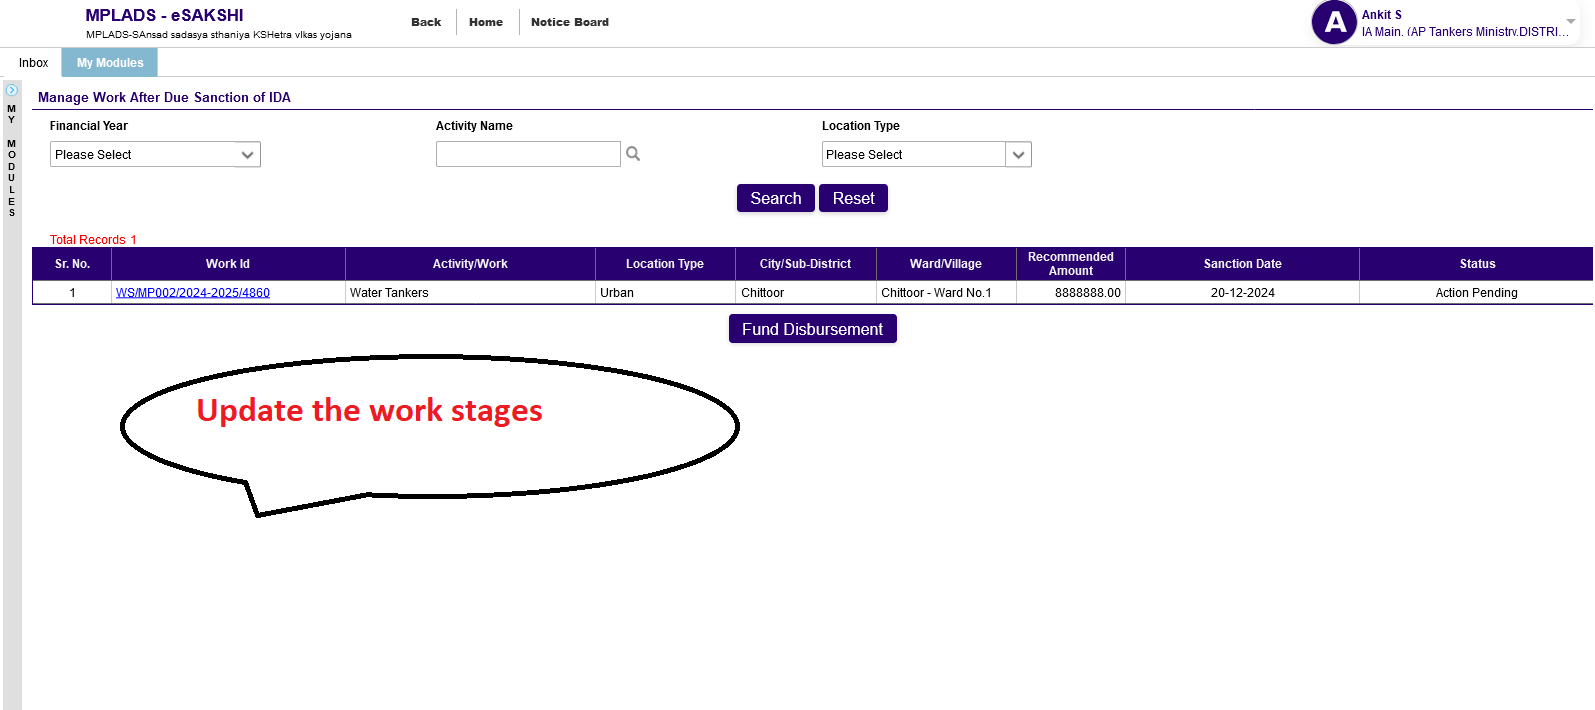 MPLADS - eSAKSHI
MPLADS-SAnsad sadasya sthaniya KSHetra vIkas yojana
Back Home Notice Board
A
Ankit S
IA Main, (AP Tankers Ministry,DISTRI...
Inbox My Modules
MY MODULES
Manage Work After Due Sanction of IDA
Financial Year Activity Name Location Type
Please Select Please Select
Search Reset
Total Records 1
Sr. No. Work Id Activity/Work Location Type City/Sub-District Ward/Village Recommended Amount Sanction Date Status
1 WS/MP002/2024-2025/4860 Water Tankers Urban Chittoor Chittoor - Ward No.1 8888888.00 20-12-2024 Action Pending
Fund Disbursement
Update the work stages